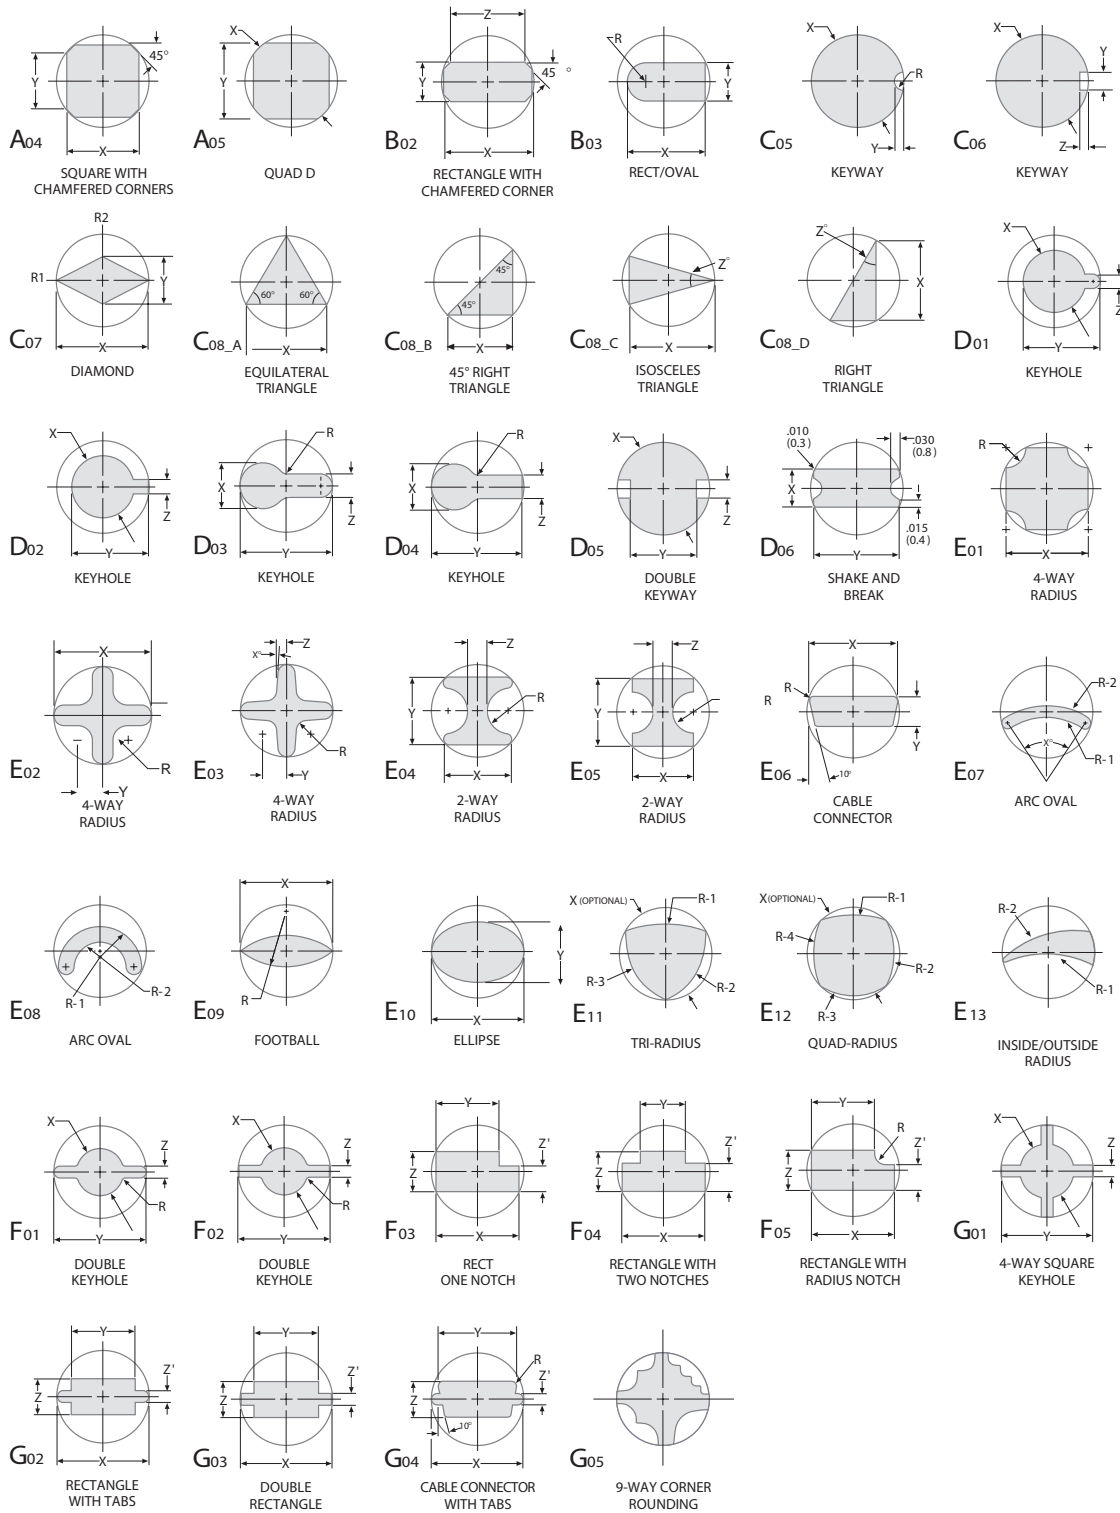 Z
45°
Y
X
A04
SQUARE WITH
CHAMFERED CORNERS
X
Y
A05
QUAD D
Z
45 °
Y
X
B02
RECTANGLE WITH
CHAMFERED CORNER
R
Y
X
B03
RECT/OVAL
X
R
Y
C05
KEYWAY
X
Y
Z
C06
KEYWAY
R2
R1
Y
X
C07
DIAMOND
60° 60°
X
C08_A
EQUILATERAL
TRIANGLE
45°
45°
X
C08_B
45° RIGHT
TRIANGLE
Z°
X
C08_C
ISOSCELES
TRIANGLE
Z°
X
C08_D
RIGHT
TRIANGLE
X
Z
Y
D01
KEYHOLE
X
Z
Y
D02
KEYHOLE
R
X
Z
Y
D03
KEYHOLE
R
X
Z
Y
D04
KEYHOLE
X
Z
Y
D05
DOUBLE
KEYWAY
.010
(0.3)
.030
(0.8)
X
.015
(0.4)
Y
D06
SHAKE AND
BREAK
R
X
E01
4-WAY
RADIUS
X
R
Y
E02
4-WAY
RADIUS
Z
X°
R
Y
E03
4-WAY
RADIUS
Z
R
Y
X
E04
2-WAY
RADIUS
Z
R
Y
X
E05
2-WAY
RADIUS
X
R
Y
10°
E06
CABLE
CONNECTOR
R-2
X°
R-1
E07
ARC OVAL
R-2
R-1
E08
ARC OVAL
X
R
E09
FOOTBALL
Y
X
E10
ELLIPSE
X (OPTIONAL)
R-1
R-3
R-2
E11
TRI-RADIUS
X(OPTIONAL)
R-1
R-4
R-2
R-3
E12
QUAD-RADIUS
R-2
R-1
E13
INSIDE/OUTSIDE
RADIUS
X
Z
R
Y
F01
DOUBLE
KEYHOLE
X
Z
R
Y
F02
DOUBLE
KEYHOLE
Y
Z'
Z
X
F03
RECT
ONE NOTCH
Y
Z'
Z
X
F04
RECTANGLE WITH
TWO NOTCHES
Y
R
Z'
Z
X
F05
RECTANGLE WITH
RADIUS NOTCH
X
Z
Y
G01
4-WAY SQUARE
KEYHOLE
Y
Z'
Z
X
G02
RECTANGLE
WITH TABS
Y
Z'
Z
X
G03
DOUBLE
RECTANGLE
Y
R
Z'
Z
10°
X
G04
CABLE CONNECTOR
WITH TABS
G05
9-WAY CORNER
ROUNDING